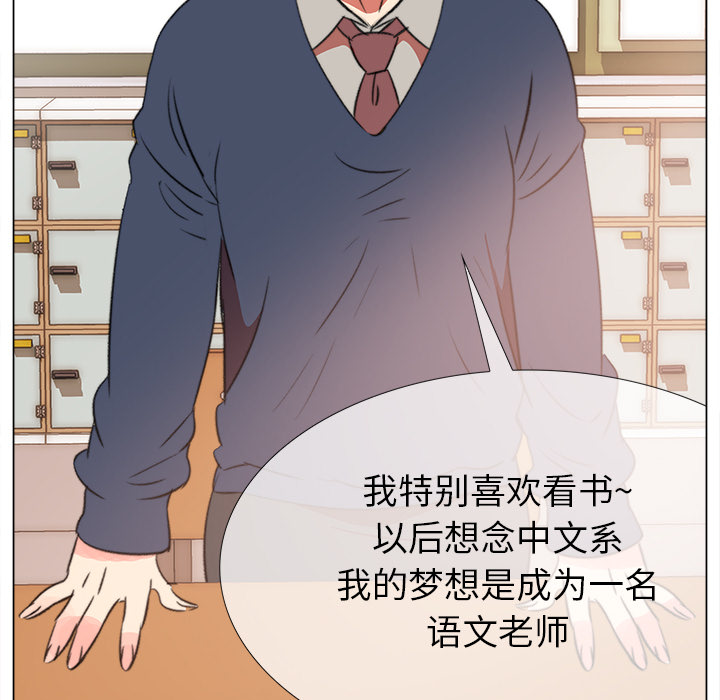 我特别喜欢看书~
以后想念中文系
我的梦想是成为一名
语文老师